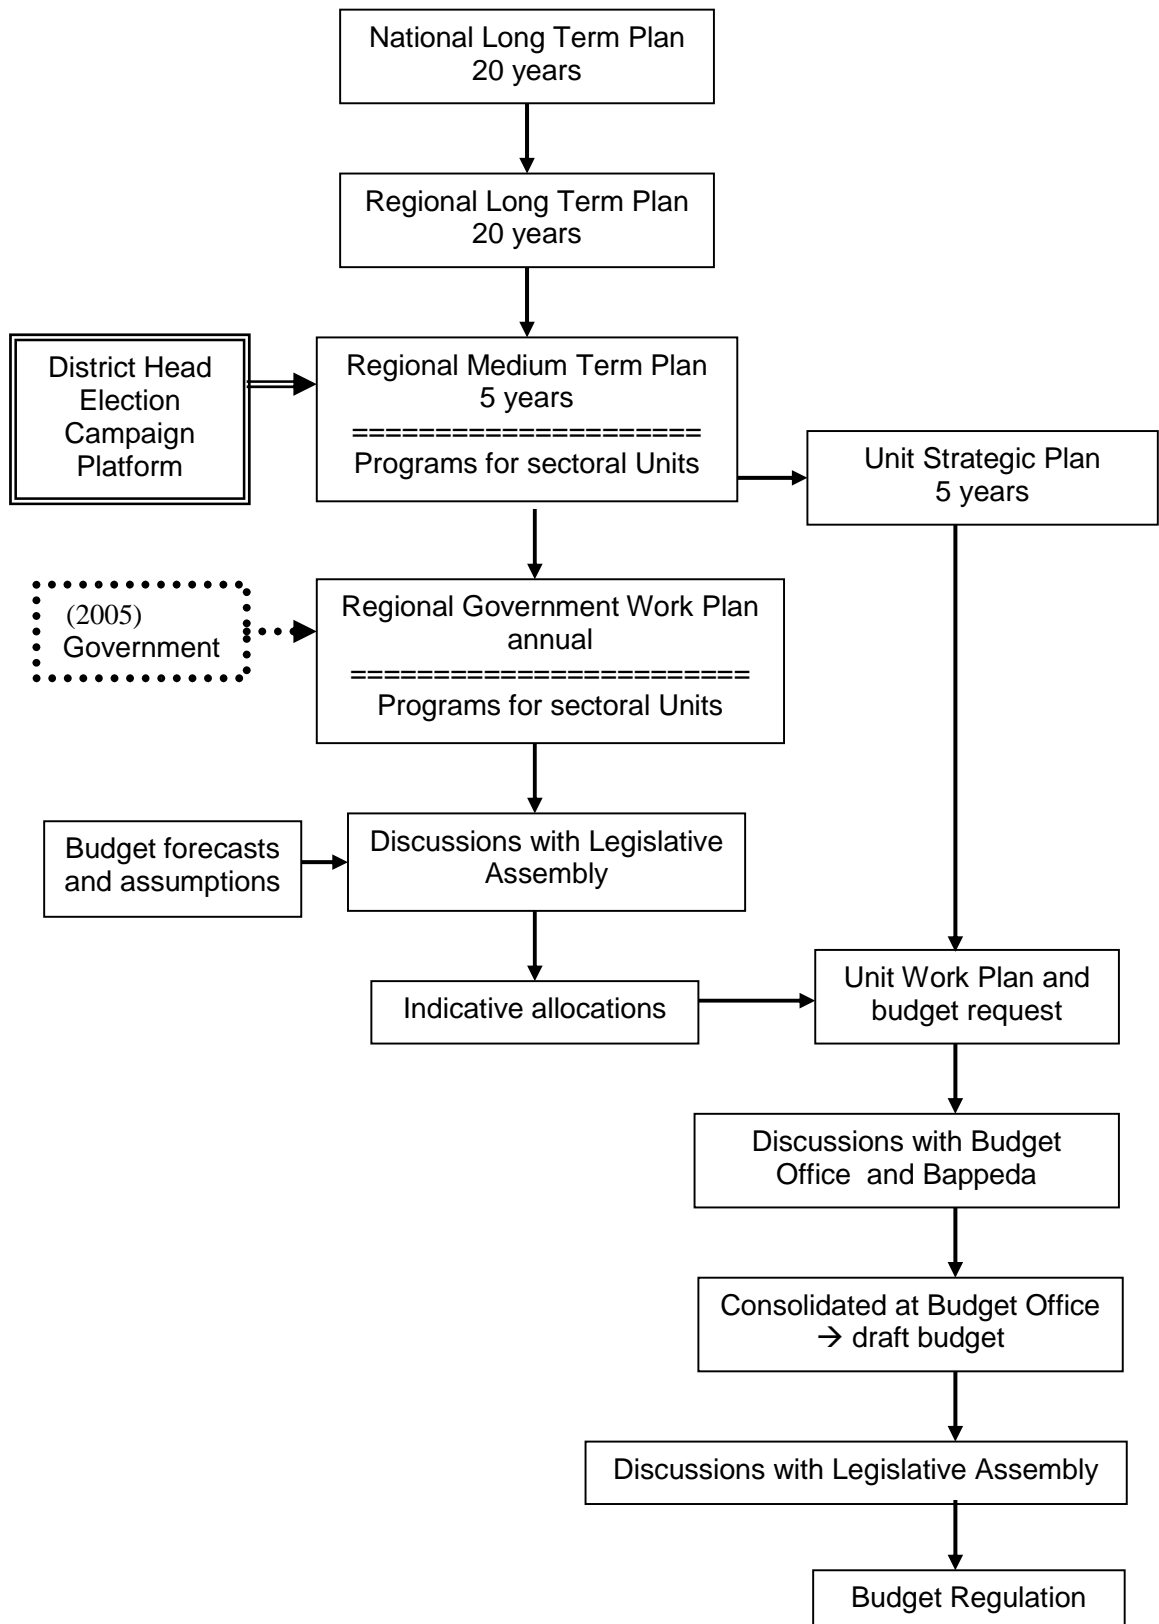 National Long Term Plan
20 years
Regional Long Term Plan
20 years
District Head
Election
Campaign
Platform
Regional Medium Term Plan
5 years
=====================
Programs for sectoral Units
Unit Strategic Plan
5 years
(2005)
Government
Regional Government Work Plan
annual
========================
Programs for sectoral Units
Budget forecasts
and assumptions
Discussions with Legislative
Assembly
Indicative allocations
Unit Work Plan and
budget request
Discussions with Budget
Office and Bappeda
Consolidated at Budget Office
→ draft budget
Discussions with Legislative Assembly
Budget Regulation